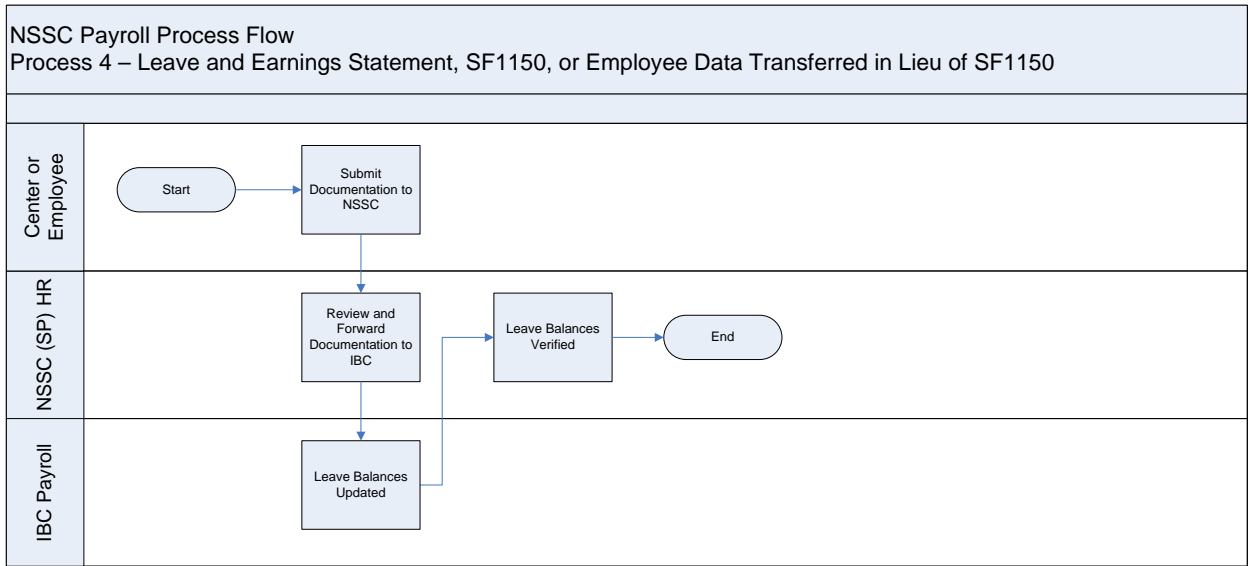 NSSC Payroll Process Flow
Process 4 – Leave and Earnings Statement, SF1150, or Employee Data Transferred in Lieu of SF1150
Center or
Employee
Start
Submit
Documentation to
NSSC
NSSC (SP) HR
Review and
Forward
Documentation to
IBC
Leave Balances
Verified
End
IBC Payroll
Leave Balances
Updated